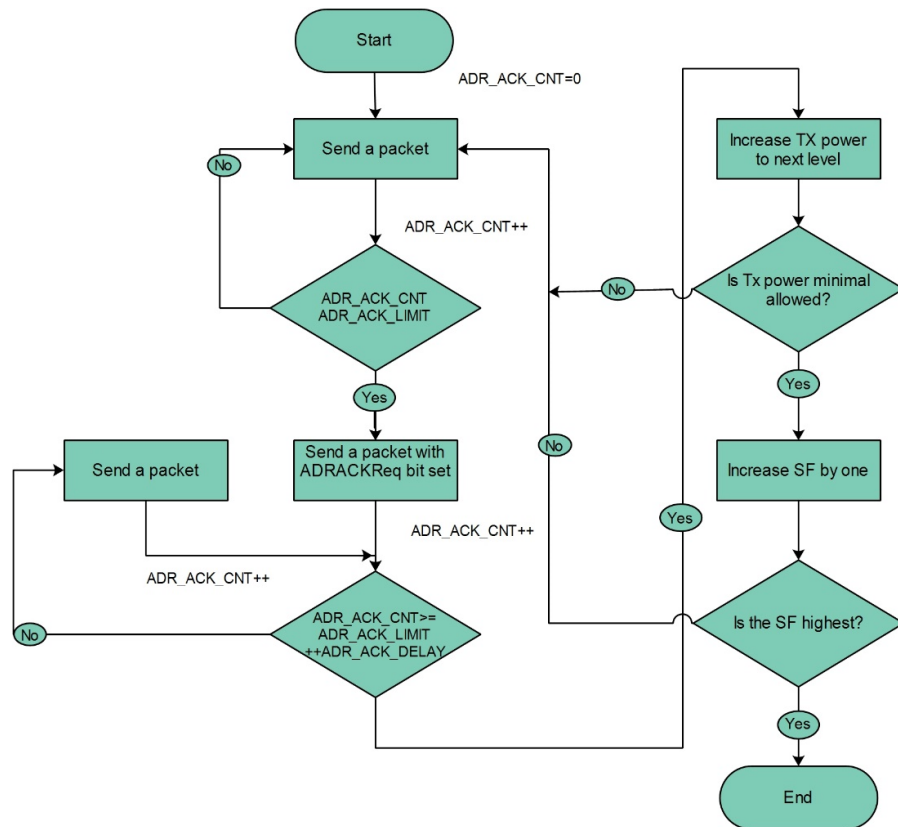 Start
ADR_ACK_CNT=0
Send a packet
No
ADR_ACK_CNT++
ADR_ACK_CNT
ADR_ACK_LIMIT
Yes
Send a packet with
ADRACKReq bit set
Send a packet
ADR_ACK_CNT++
ADR_ACK_CNT++
ADR_ACK_CNT>=
ADR_ACK_LIMIT
++ADR_ACK_DELAY
No
Yes
Increase TX power
to next level
Is Tx power minimal
allowed?
No
Yes
Increase SF by one
No
Is the SF highest?
Yes
End